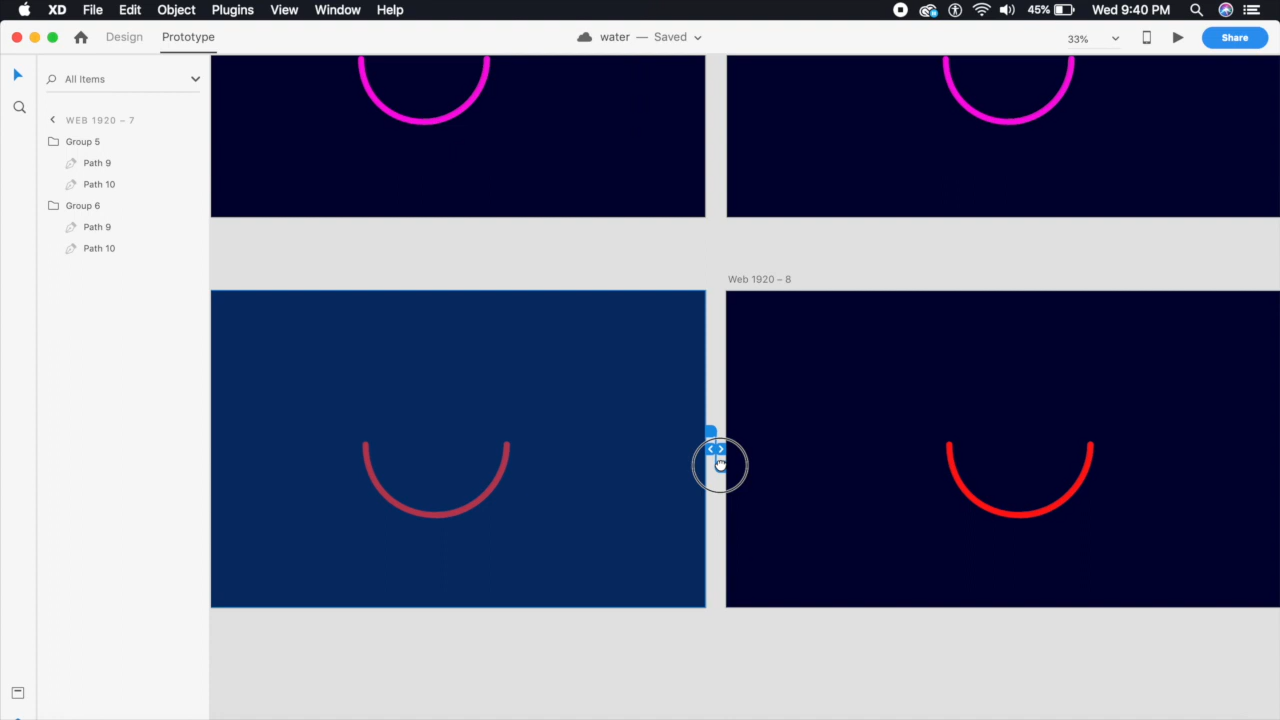 XD File Edit Object Plugins View Window Help 45% Wed 9:40 PM
Design Prototype water — Saved 33% Share
All Items
WEB 1920 – 7
Group 5
Path 9
Path 10
Group 6
Path 9
Path 10
Web 1920 – 8